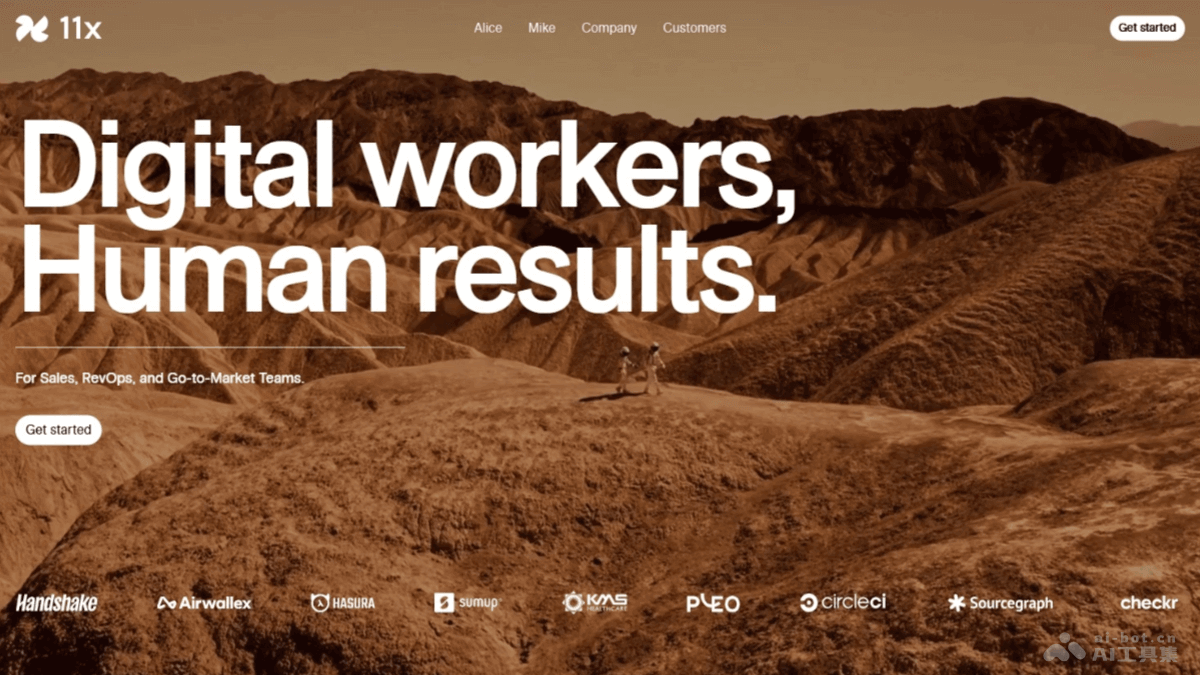 11x
Alice Mike Company Customers
Get started
Digital workers,
Human results.
For Sales, RevOps, and Go-to-Market Teams.
Get started
Handshake Airwallex HASURA sumup KMS HEALTHCARE PLEO circleci Sourcegraph checkr
ai-bot.cn
AI工具集